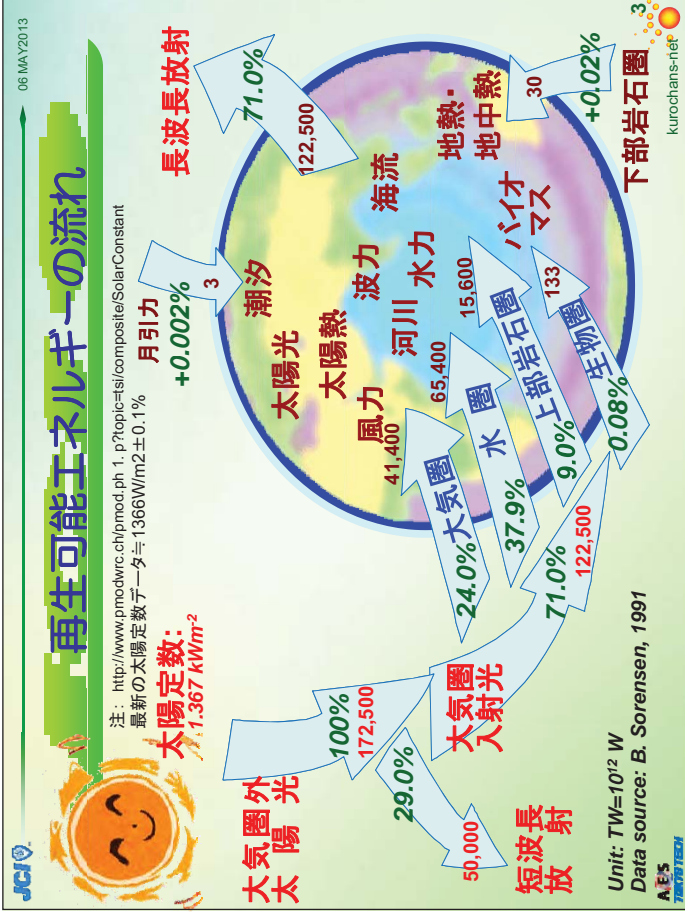 JCI
06 MAY2013
再生可能エネルギーの流れ
注： http://www.pmodwrc.ch/pmod.ph 1. p?topic=tsi/composite/SolarConstant
最新の太陽定数データ≒1366W/m2±0.1%
太陽定数:
1.367 kWm-2
大気圏外
太 陽 光
100%
172,500
29.0%
50,000
短波長
放 射
大気圏
入射光
71.0%
122,500
月引力
+0.002%
3
長波長放射
71.0%
122,500
潮汐
太陽光
太陽熱
風力
波力
海流
河川
水力
地熱・
地中熱
バイオ
マス
24.0%
大気圏
41,400
37.9%
水 圏
65,400
9.0%
上部岩石圏
15,600
0.08%
生物圏
133
30
+0.02%
下部岩石圏
Unit: TW=10¹² W
Data source: B. Sorensen, 1991
TOKYO TECH
kurochans-net
3